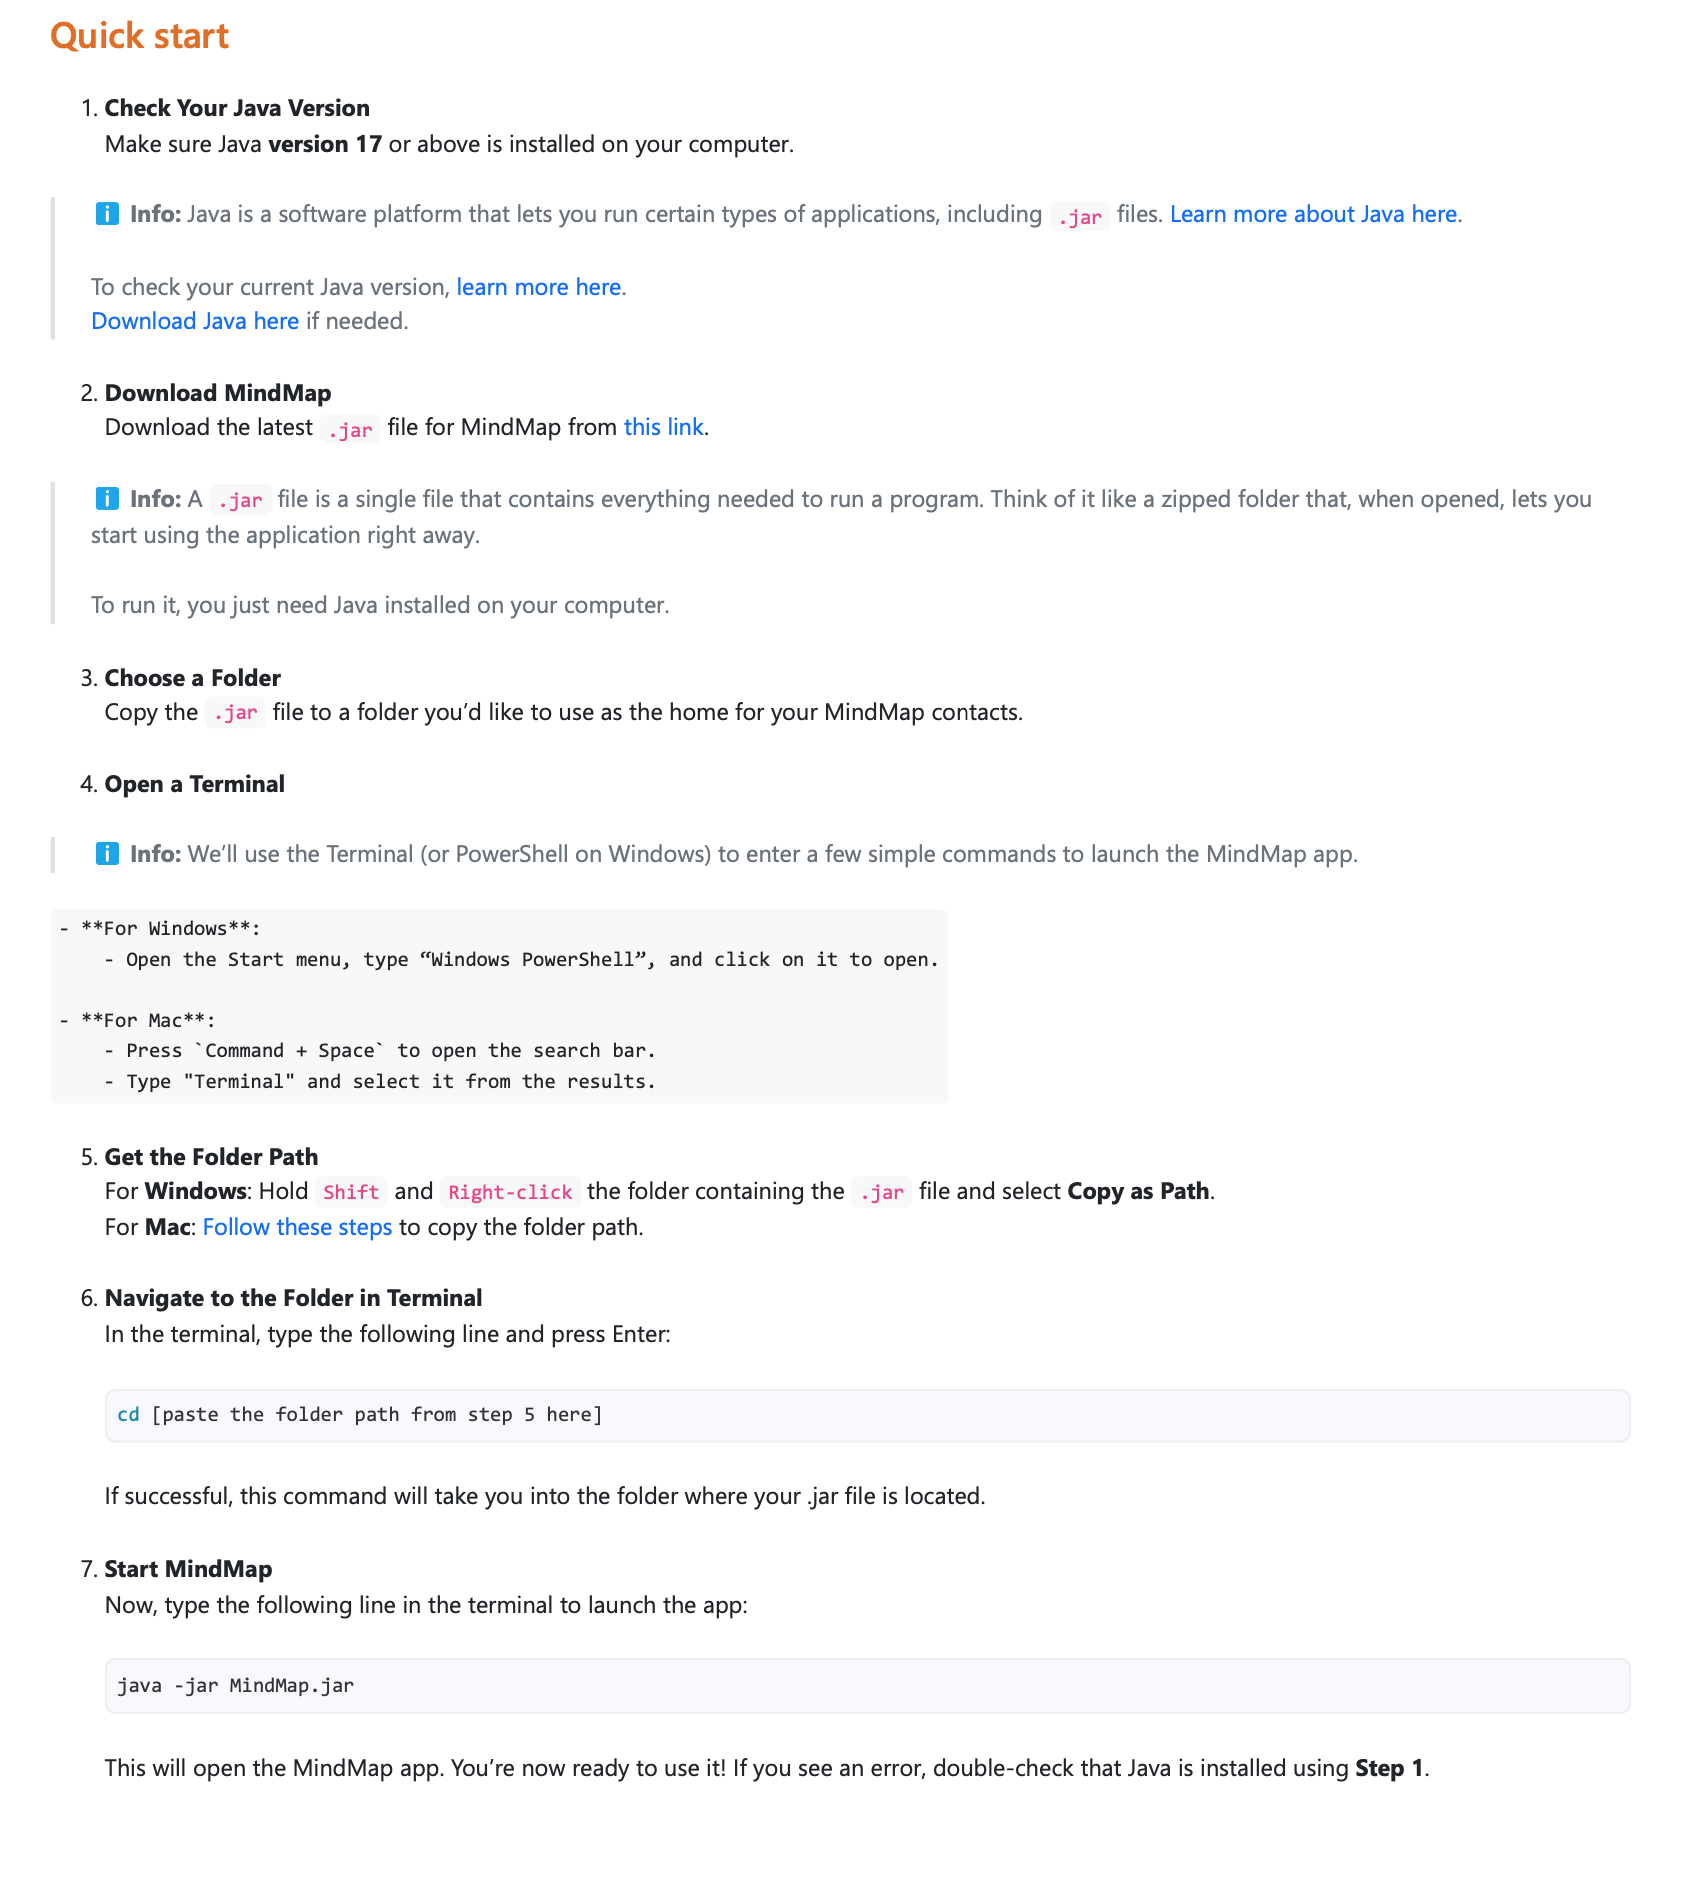 Quick start
1. Check Your Java Version
Make sure Java version 17 or above is installed on your computer.
ℹ️ Info: Java is a software platform that lets you run certain types of applications, including .jar files. Learn more about Java here.
To check your current Java version, learn more here.
Download Java here if needed.
2. Download MindMap
Download the latest .jar file for MindMap from this link.
ℹ️ Info: A .jar file is a single file that contains everything needed to run a program. Think of it like a zipped folder that, when opened, lets you
start using the application right away.
To run it, you just need Java installed on your computer.
3. Choose a Folder
Copy the .jar file to a folder you’d like to use as the home for your MindMap contacts.
4. Open a Terminal
ℹ️ Info: We’ll use the Terminal (or PowerShell on Windows) to enter a few simple commands to launch the MindMap app.
- **For Windows**:
- Open the Start menu, type “Windows PowerShell”, and click on it to open.
- **For Mac**:
- Press `Command + Space` to open the search bar.
- Type "Terminal" and select it from the results.
5. Get the Folder Path
For Windows: Hold Shift and Right-click the folder containing the .jar file and select Copy as Path.
For Mac: Follow these steps to copy the folder path.
6. Navigate to the Folder in Terminal
In the terminal, type the following line and press Enter:
cd [paste the folder path from step 5 here]
If successful, this command will take you into the folder where your .jar file is located.
7. Start MindMap
Now, type the following line in the terminal to launch the app:
java -jar MindMap.jar
This will open the MindMap app. You’re now ready to use it! If you see an error, double-check that Java is installed using Step 1.